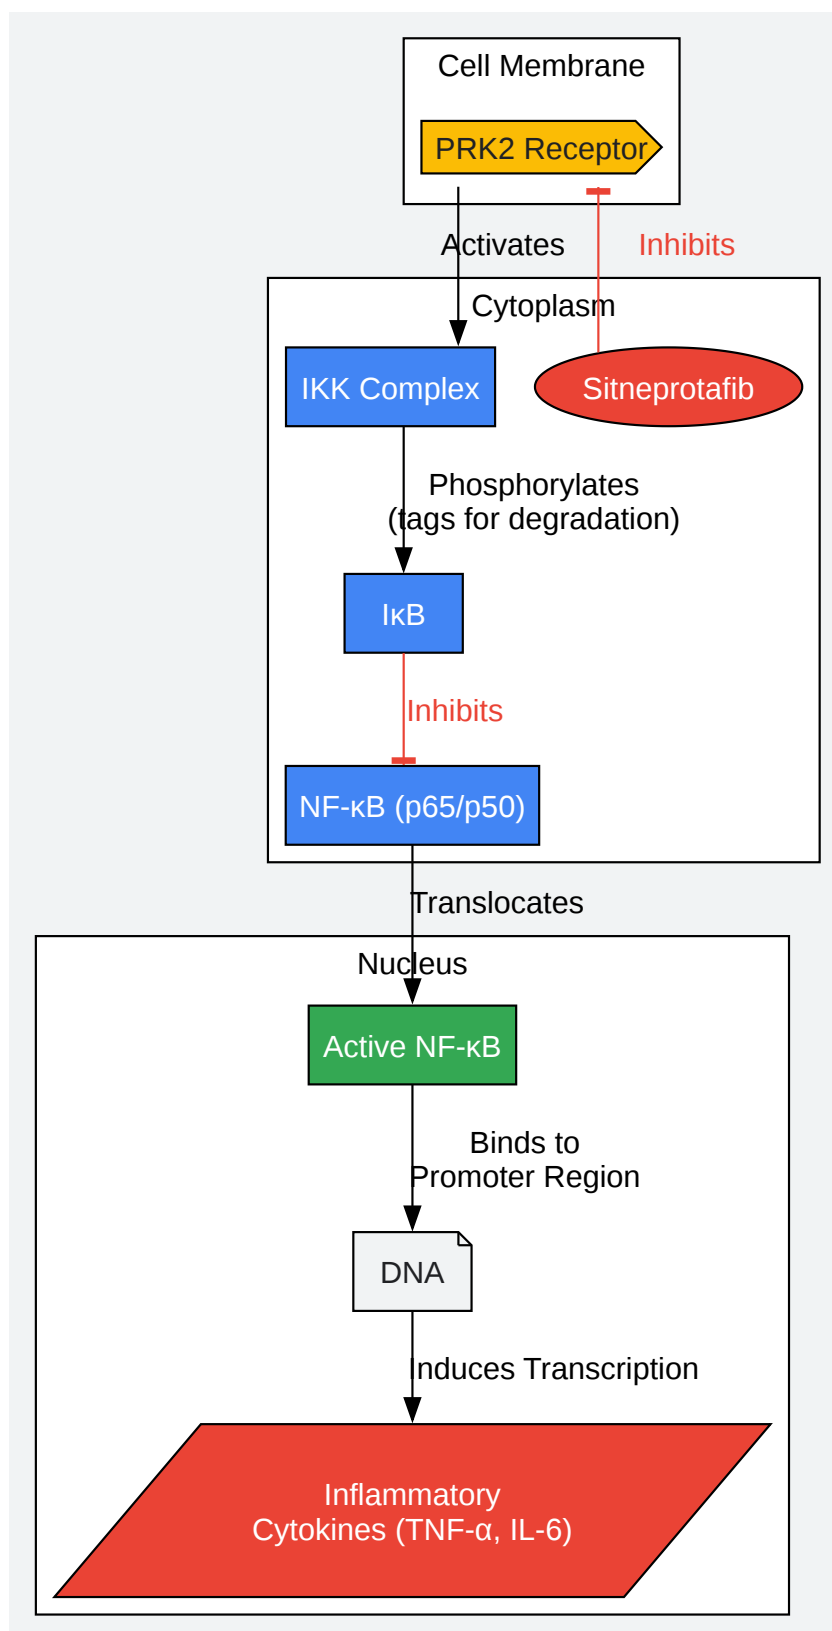 Cell Membrane
PRK2 Receptor
Activates
Inhibits
Cytoplasm
IKK Complex
Sitneprotafib
Phosphorylates
(tags for degradation)
IκB
Inhibits
NF-κB (p65/p50)
Translocates
Nucleus
Active NF-κB
Binds to
Promoter Region
DNA
Induces Transcription
Inflammatory
Cytokines (TNF-α, IL-6)